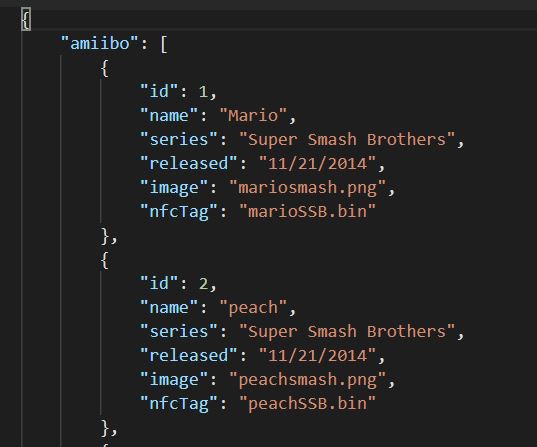 {
"amiibo": [
{
"id": 1,
"name": "Mario",
"series": "Super Smash Brothers",
"released": "11/21/2014",
"image": "mariosmash.png",
"nfcTag": "marioSSB.bin"
},
{
"id": 2,
"name": "peach",
"series": "Super Smash Brothers",
"released": "11/21/2014",
"image": "peachsmash.png",
"nfcTag": "peachSSB.bin"
},
{